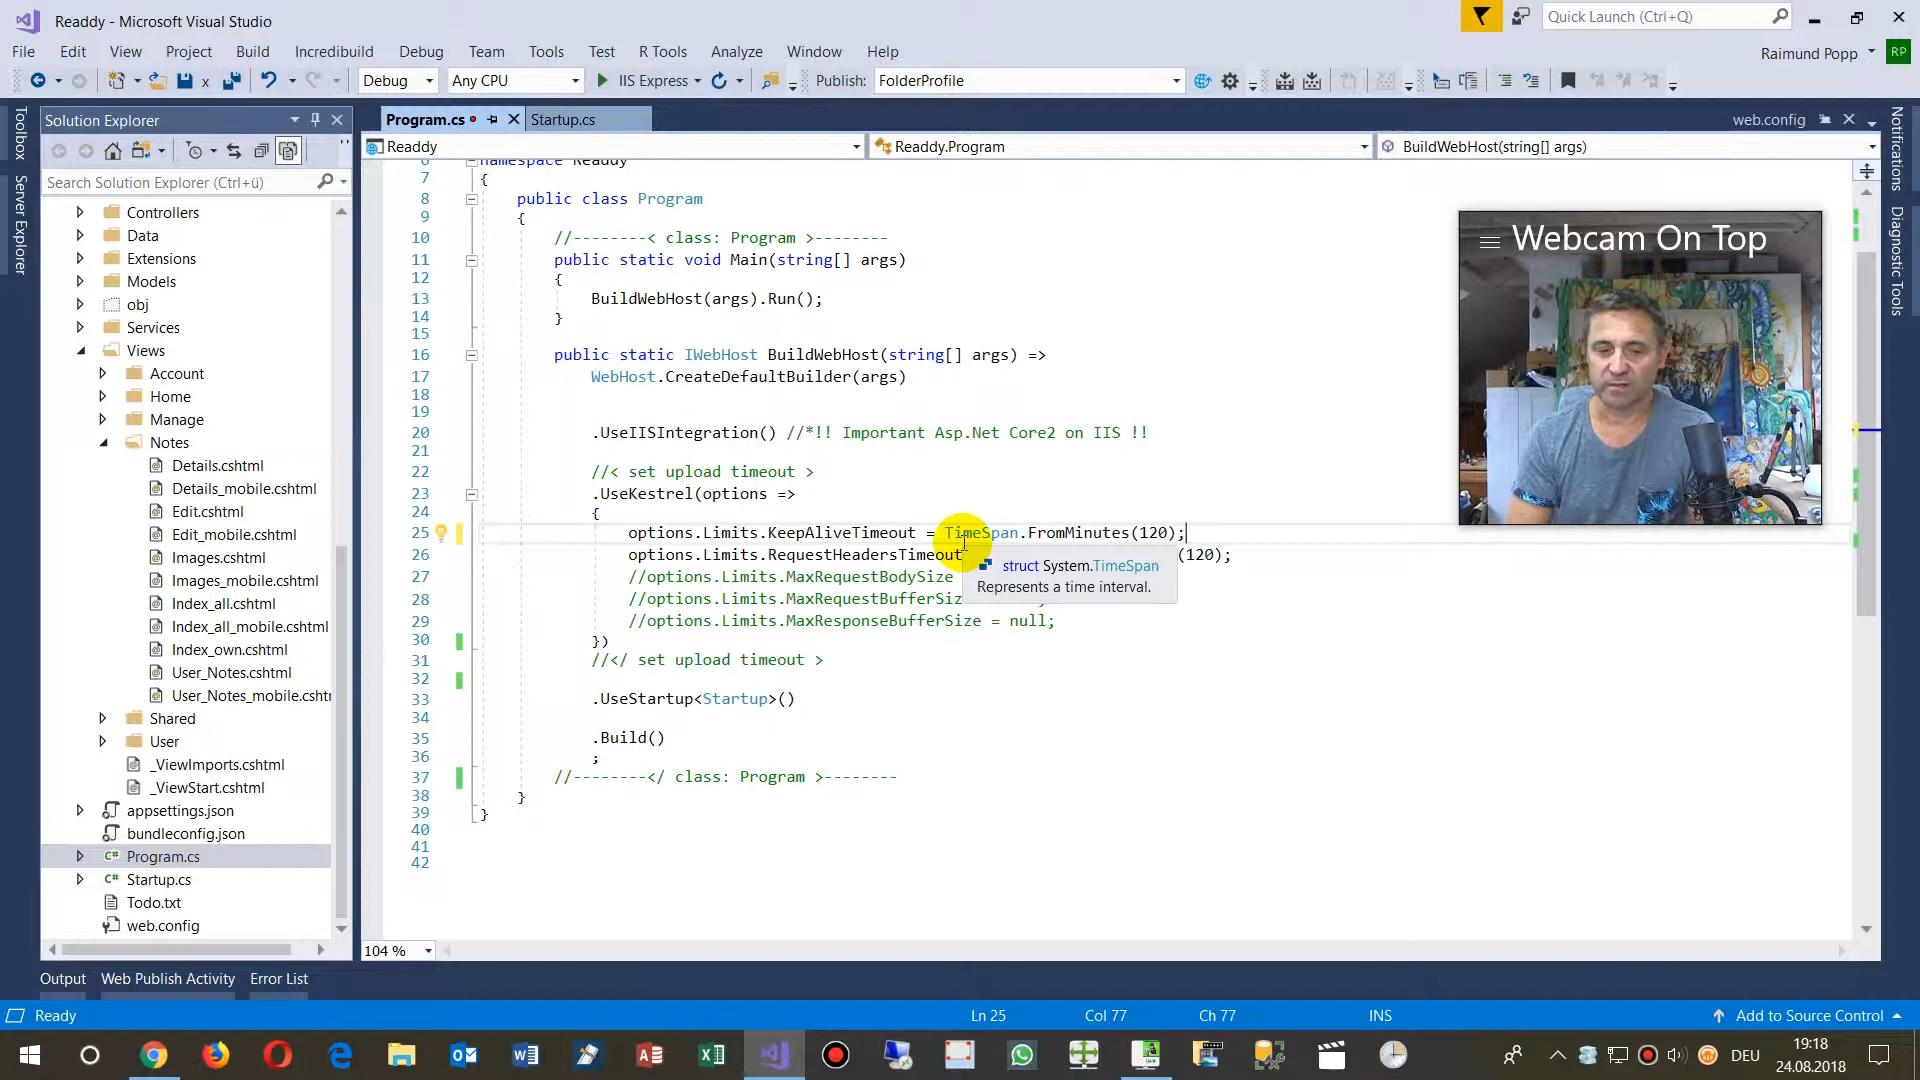 Readdy - Microsoft Visual Studio
Quick Launch (Ctrl+Q)
File Edit View Project Build Incredibuild Debug Team Tools Test R Tools Analyze Window Help
Raimund Popp RP
Debug Any CPU IIS Express Publish: FolderProfile
Toolbox
Server Explorer
Solution Explorer
Search Solution Explorer (Ctrl+ü)
Controllers
Data
Extensions
Models
obj
Services
Views
Account
Home
Manage
Notes
Details.cshtml
Details_mobile.cshtml
Edit.cshtml
Edit_mobile.cshtml
Images.cshtml
Images_mobile.cshtml
Index_all.cshtml
Index_all_mobile.cshtml
Index_own.cshtml
User_Notes.cshtml
User_Notes_mobile.csht
Shared
User
_ViewImports.cshtml
_ViewStart.cshtml
appsettings.json
bundleconfig.json
C# Program.cs
C# Startup.cs
Todo.txt
web.config
Program.cs Startup.cs web.config
Readdy Readdy.Program BuildWebHost(string[] args)
6 namespace Readdy
7 {
8 public class Program
9 {
10 //--------< class: Program >--------
11 public static void Main(string[] args)
12 {
13 BuildWebHost(args).Run();
14 }
15
16 public static IWebHost BuildWebHost(string[] args) =>
17 WebHost.CreateDefaultBuilder(args)
18
19
20 .UseIISIntegration() //*!! Important Asp.Net Core2 on IIS !!
21
22 //< set upload timeout >
23 .UseKestrel(options =>
24 {
25 options.Limits.KeepAliveTimeout = TimeSpan.FromMinutes(120);
26 options.Limits.RequestHeadersTimeout (120);
27 //options.Limits.MaxRequestBodySize
28 //options.Limits.MaxRequestBufferSiz
29 //options.Limits.MaxResponseBufferSize = null;
30 })
31 //</ set upload timeout >
32
33 .UseStartup<Startup>()
34
35 .Build()
36 ;
37 //--------</ class: Program >--------
38 }
39 }
40
41
42
struct System.TimeSpan
Represents a time interval.
Webcam On Top
Notifications
Diagnostic Tools
104 %
Output Web Publish Activity Error List
Ready Ln 25 Col 77 Ch 77 INS Add to Source Control
DEU
19:18
24.08.2018